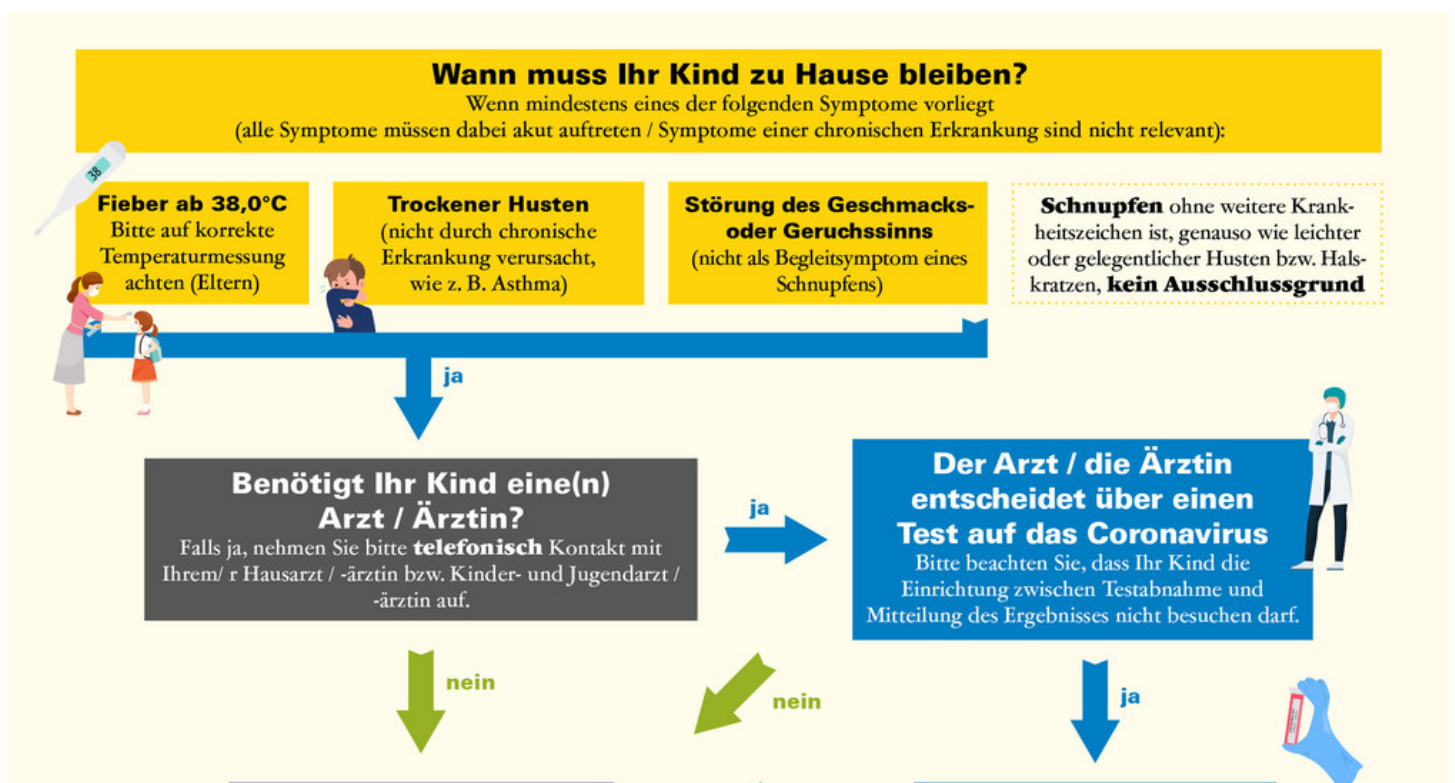 Wann muss Ihr Kind zu Hause bleiben?
Wenn mindestens eines der folgenden Symptome vorliegt
(alle Symptome müssen dabei akut auftreten / Symptome einer chronischen Erkrankung sind nicht relevant):
38
Fieber ab 38,0°C
Bitte auf korrekte
Temperaturmessung
achten (Eltern)
Trockener Husten
(nicht durch chronische
Erkrankung verursacht,
wie z. B. Asthma)
Störung des Geschmacks-
oder Geruchssinns
(nicht als Begleitsymptom eines
Schnupfens)
Schnupfen ohne weitere Krank-
heitszeichen ist, genauso wie leichter
oder gelegentlicher Husten bzw. Hals-
kratzen, kein Ausschlussgrund
ja
Benötigt Ihr Kind eine(n)
Arzt / Ärztin?
Falls ja, nehmen Sie bitte telefonisch Kontakt mit
Ihrem/ r Hausarzt / -ärztin bzw. Kinder- und Jugendarzt /
-ärztin auf.
ja
Der Arzt / die Ärztin
entscheidet über einen
Test auf das Coronavirus
Bitte beachten Sie, dass Ihr Kind die
Einrichtung zwischen Testabnahme und
Mitteilung des Ergebnisses nicht besuchen darf.
nein
nein
ja